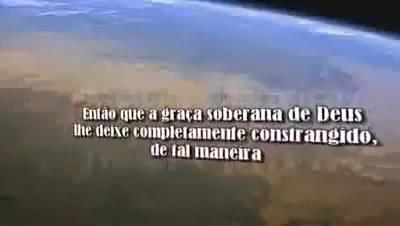 Então que a graça soberana de Deus
lhe deixe completamente constrangido,
de tal maneira